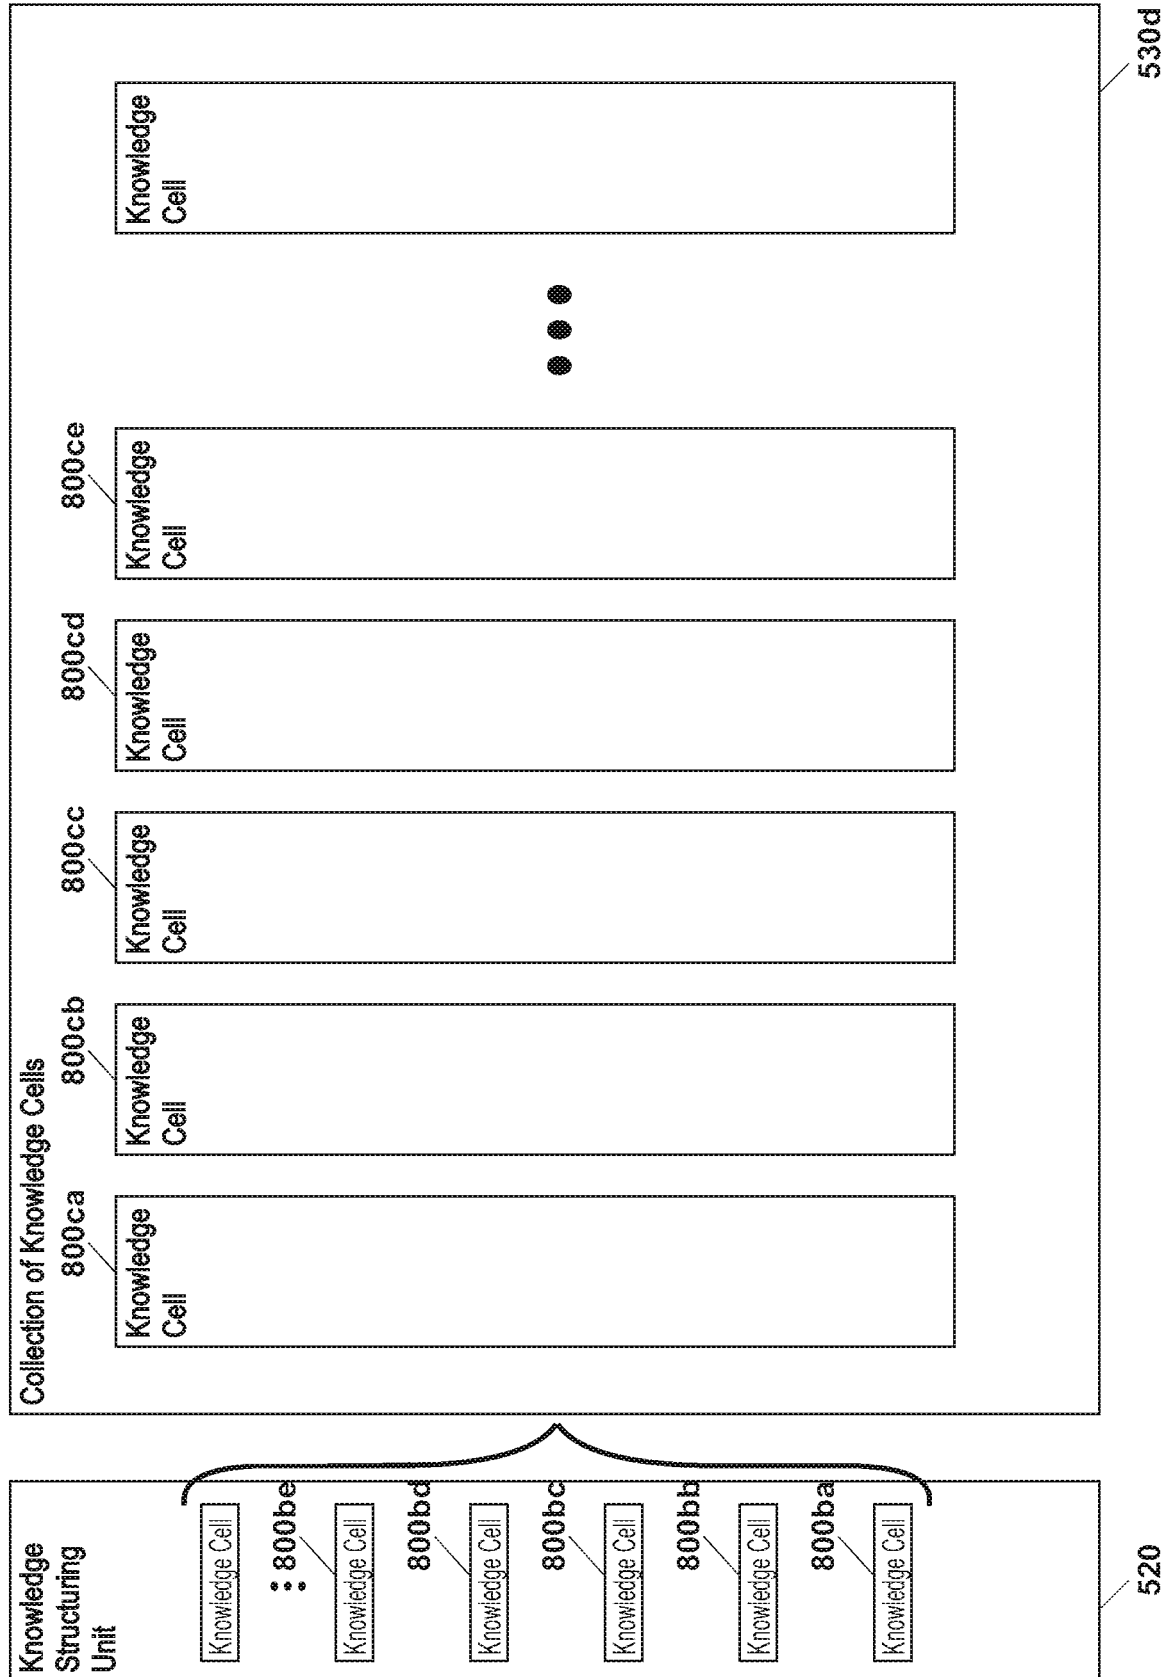 Knowledge
Structuring
Unit
Knowledge Cell
800be
Knowledge Cell
800bd
Knowledge Cell
800bc
Knowledge Cell
800bb
Knowledge Cell
800ba
Knowledge Cell
520
Collection of Knowledge Cells
800ca
Knowledge
Cell
800cb
Knowledge
Cell
800cc
Knowledge
Cell
800cd
Knowledge
Cell
800ce
Knowledge
Cell
Knowledge
Cell
530d